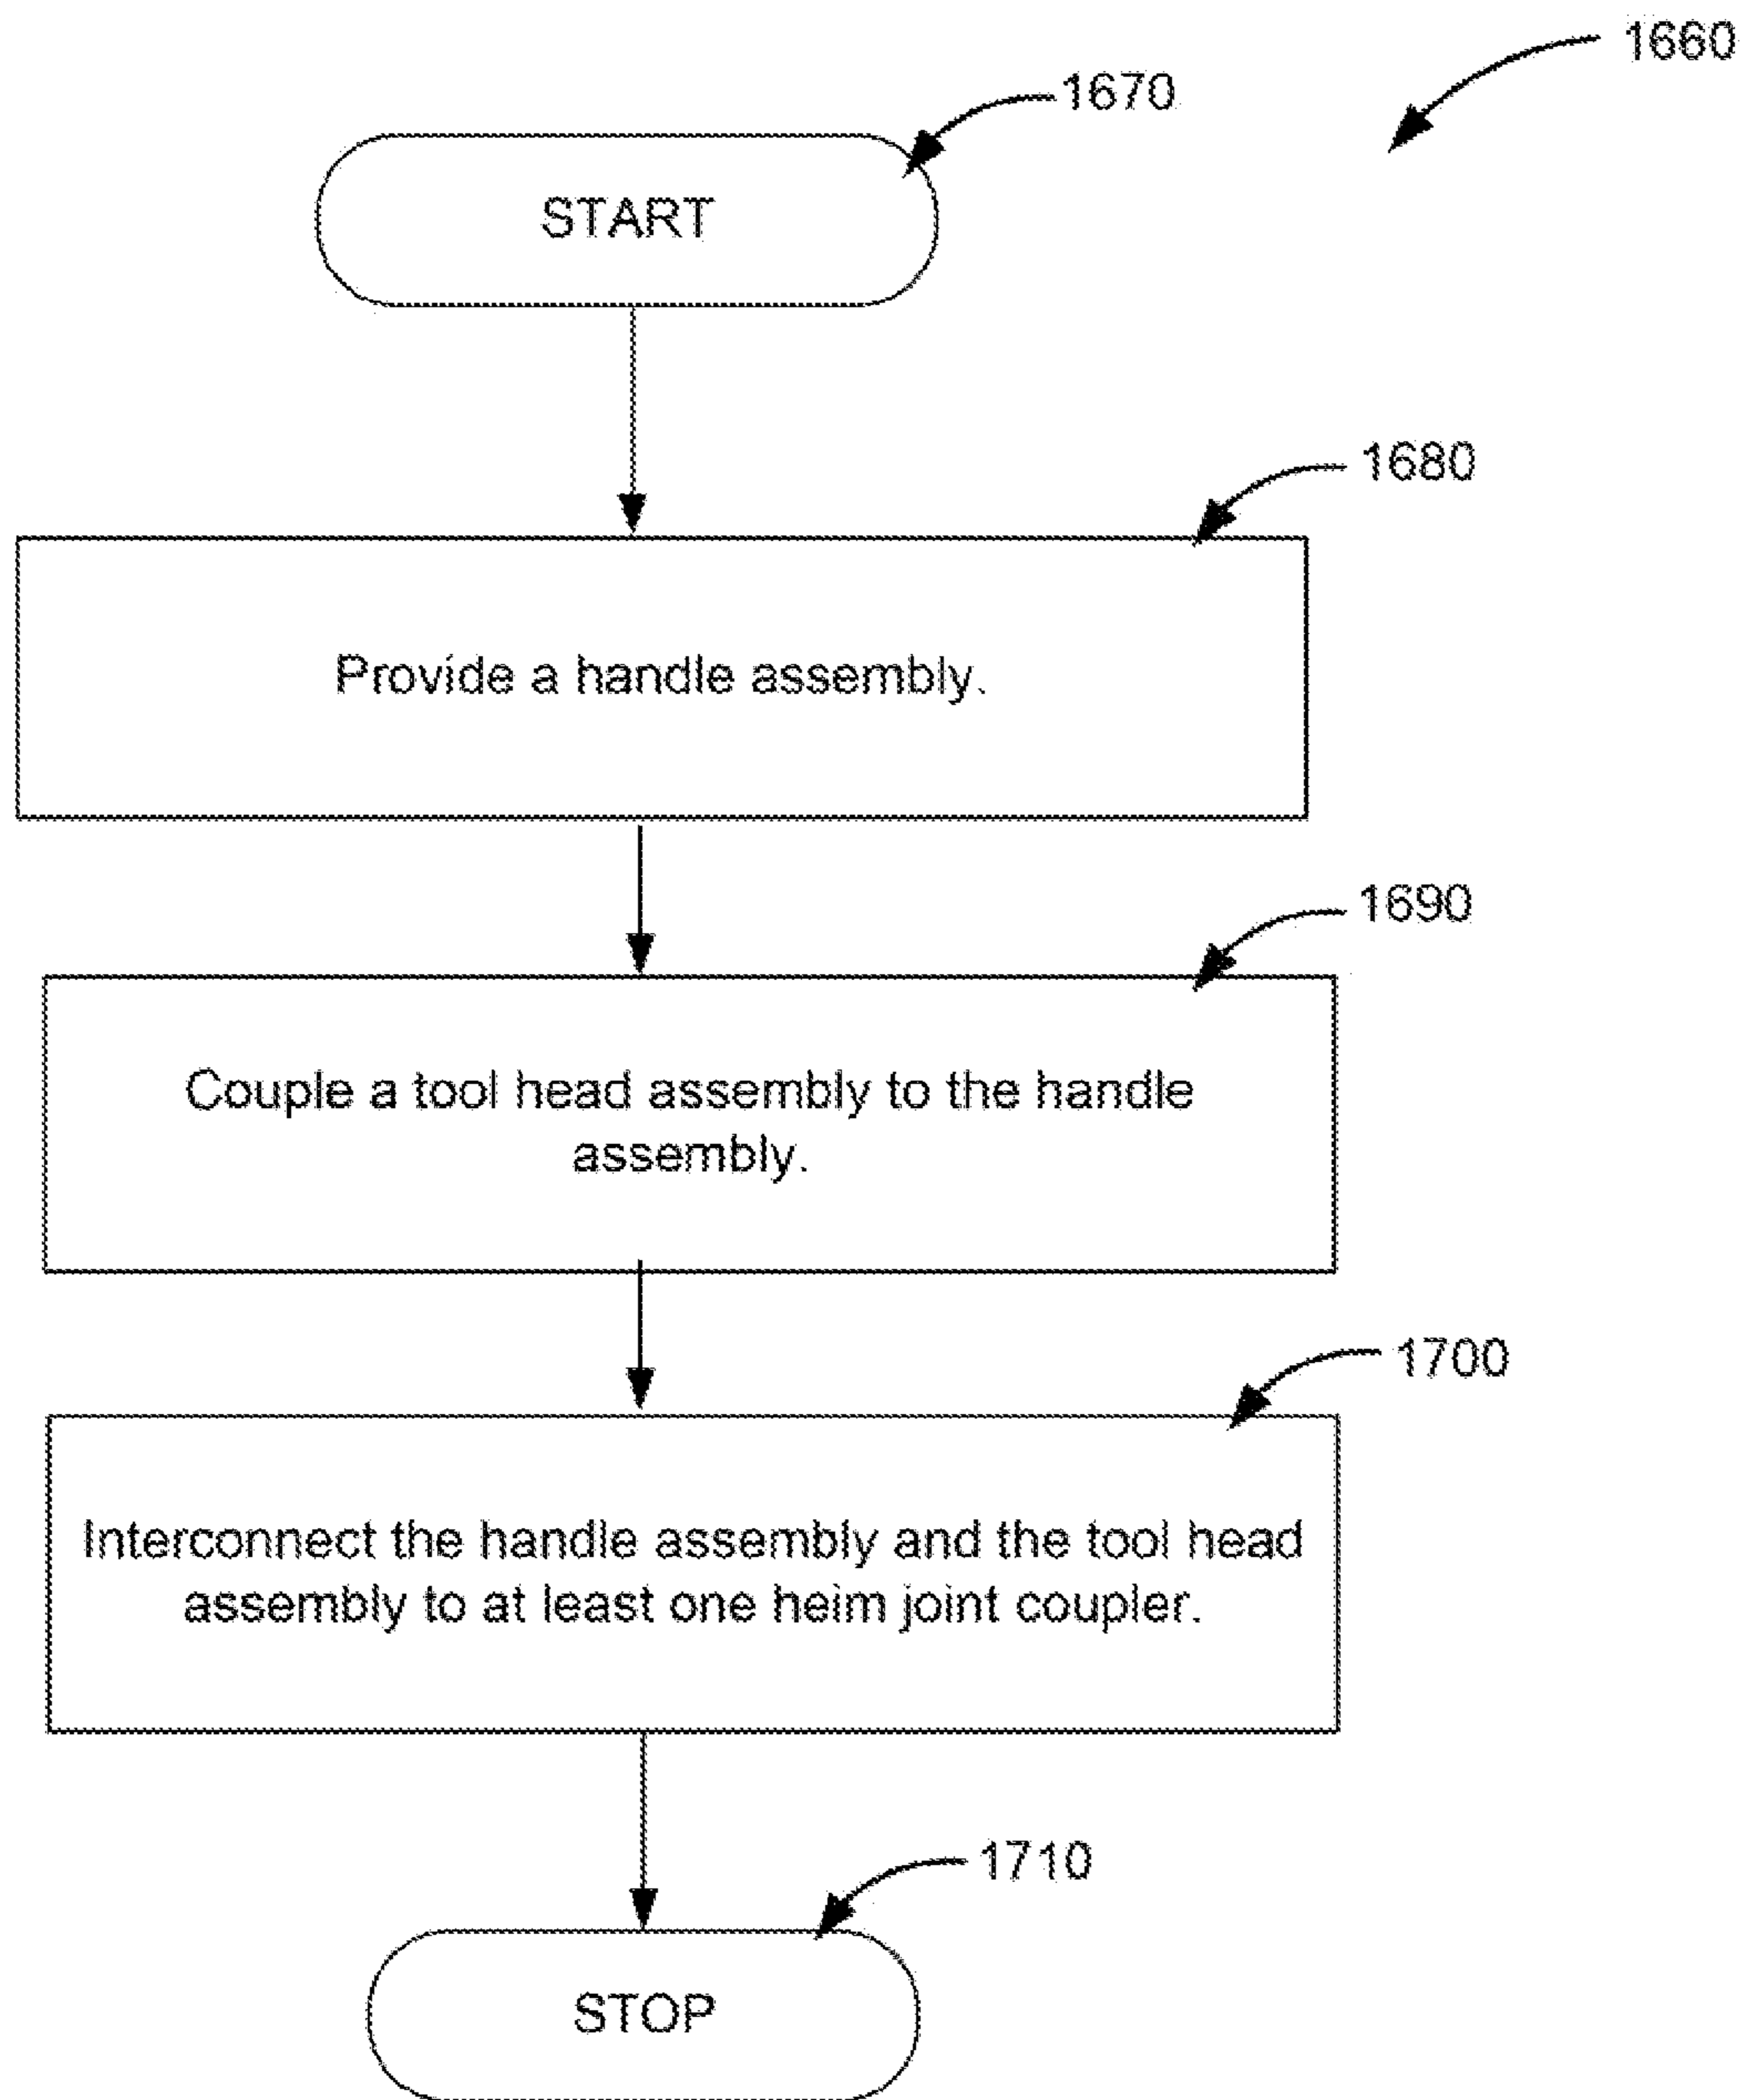 1660
1670
START
1680
Provide a handle assembly.
1690
Couple a tool head assembly to the handle
assembly.
1700
Interconnect the handle assembly and the tool head
assembly to at least one heim joint coupler.
1710
STOP